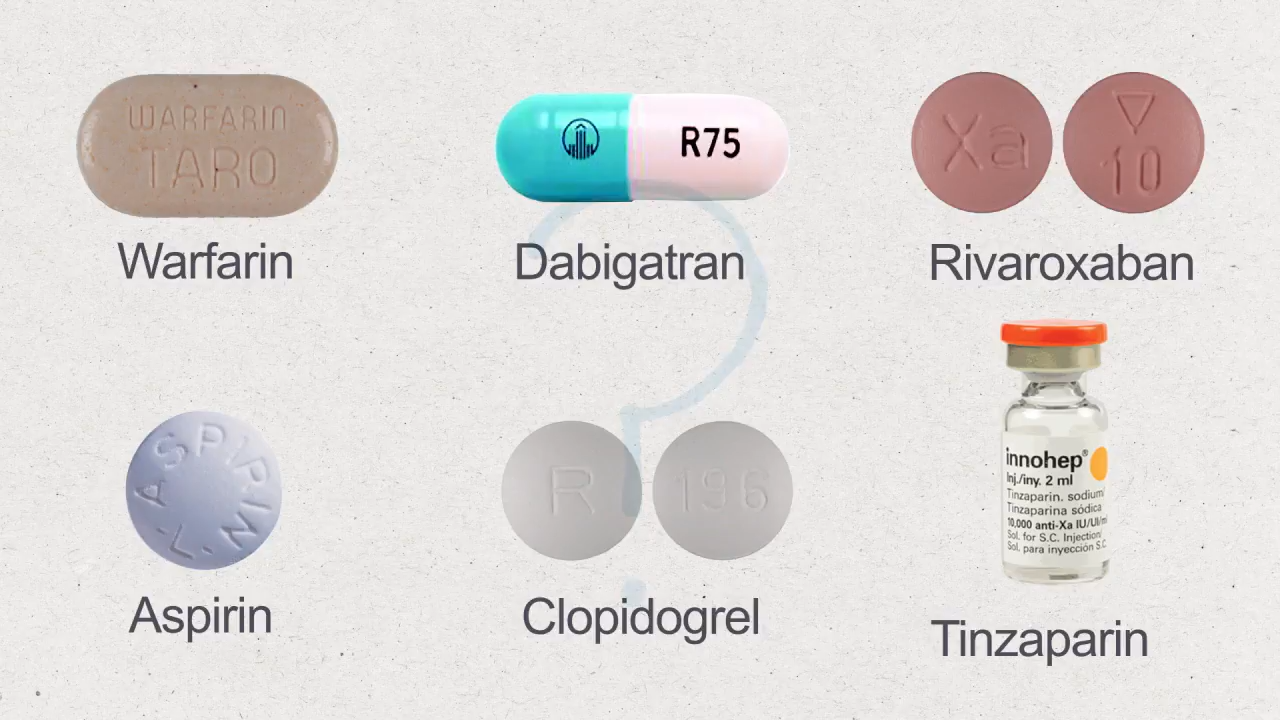 WARFARIN
TARO
Warfarin
R75
Dabigatran
Xa
10
Rivaroxaban
ASPIRIN
Aspirin
R
196
Clopidogrel
innohep®
Inj./iny. 2 ml
Tinzaparin. sodium
Tinzaparina sódica
10,000 anti-Xa IU/UI/ml
Sol. for S.C. Injection/
Sol. para inyección S.C.
Tinzaparin
?